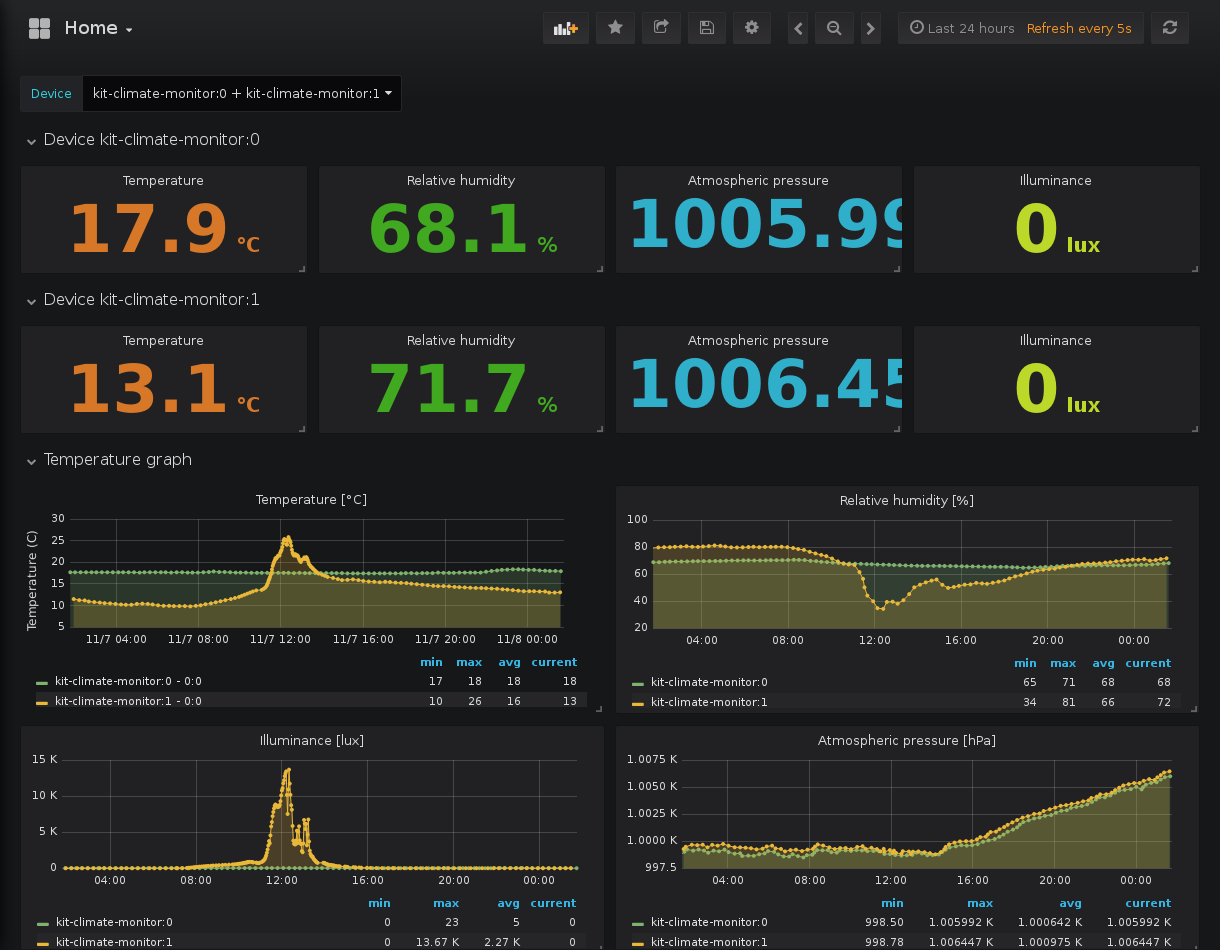 Home
Last 24 hours Refresh every 5s
Device kit-climate-monitor:0 + kit-climate-monitor:1
Device kit-climate-monitor:0
Temperature Relative humidity Atmospheric pressure Illuminance
17.9 °C 68.1 % 1005.99 0 lux
Device kit-climate-monitor:1
Temperature Relative humidity Atmospheric pressure Illuminance
13.1 °C 71.7 % 1006.45 0 lux
Temperature graph
Temperature [°C]
Temperature (C)
30
25
20
15
10
5
11/7 04:00 11/7 08:00 11/7 12:00 11/7 16:00 11/7 20:00 11/8 00:00
min max avg current
kit-climate-monitor:0 - 0:0 17 18 18 18
kit-climate-monitor:1 - 0:0 10 26 16 13
Relative humidity [%]
100
80
60
40
20
04:00 08:00 12:00 16:00 20:00 00:00
min max avg current
kit-climate-monitor:0 65 71 68 68
kit-climate-monitor:1 34 81 66 72
Illuminance [lux]
15 K
10 K
5 K
0
04:00 08:00 12:00 16:00 20:00 00:00
min max avg current
kit-climate-monitor:0 0 23 5 0
kit-climate-monitor:1 0 13.67 K 2.27 K 0
Atmospheric pressure [hPa]
1.0075 K
1.0050 K
1.0025 K
1.0000 K
997.5
04:00 08:00 12:00 16:00 20:00 00:00
min max avg current
kit-climate-monitor:0 998.50 1.005992 K 1.000642 K 1.005992 K
kit-climate-monitor:1 998.78 1.006447 K 1.000975 K 1.006447 K